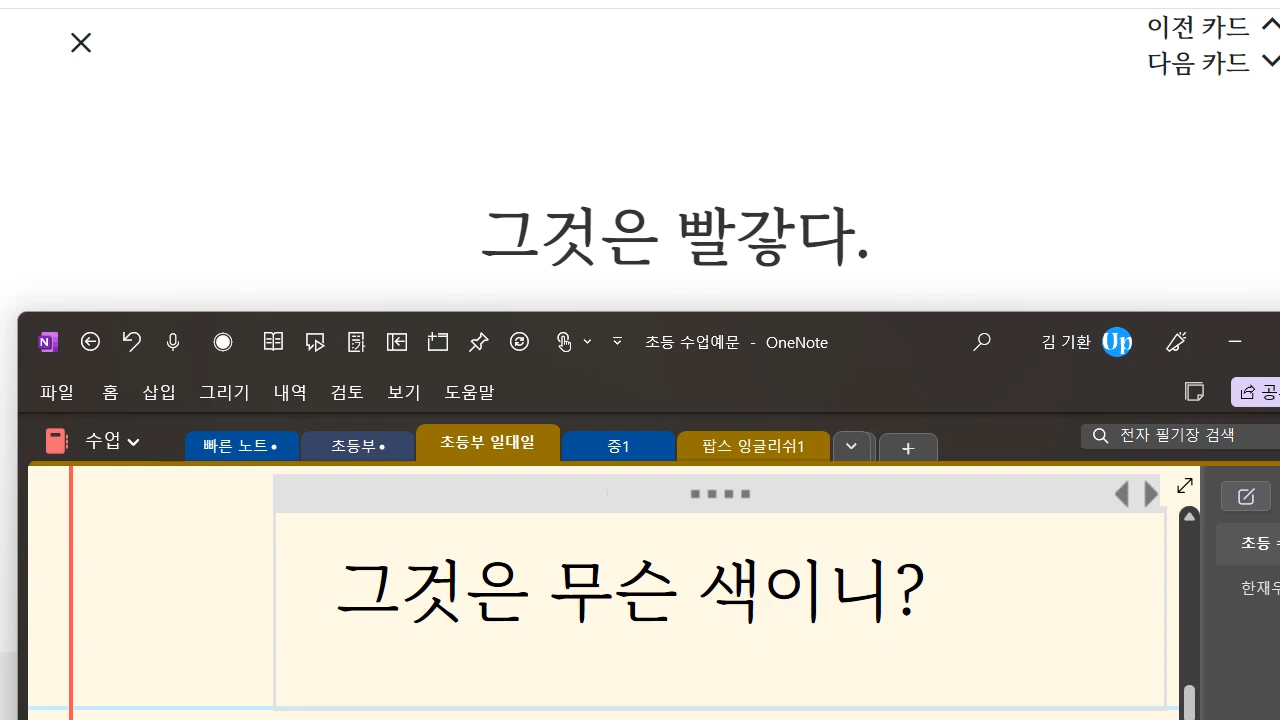 이전 카드
다음 카드
그것은 빨갛다.
초등 수업예문 - OneNote
김 기환
Up
파일 홈 삽입 그리기 내역 검토 보기 도움말
수업
빠른 노트 초등부 초등부 일대일 중1 팝스 잉글리쉬1 +
전자 필기장 검색
그것은 무슨 색이니?
초등